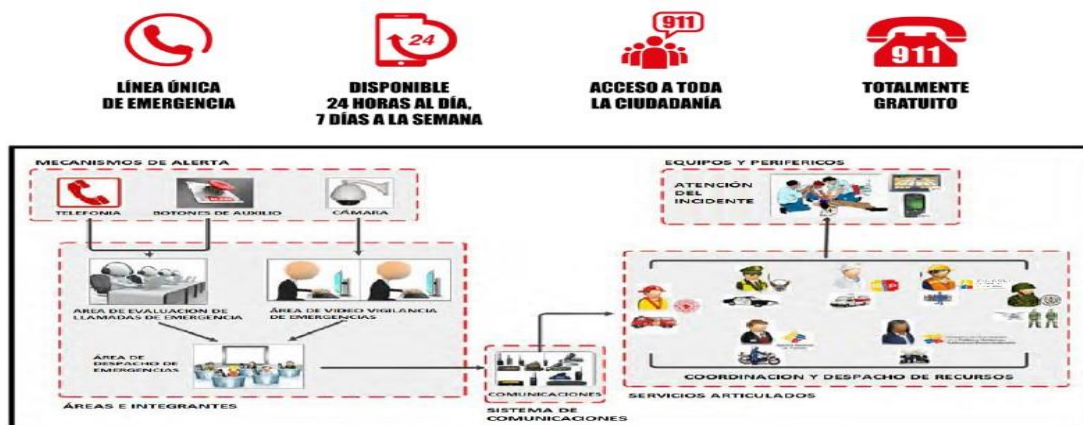 LÍNEA ÚNICA
DE EMERGENCIA
24
DISPONIBLE
24 HORAS AL DÍA,
7 DÍAS A LA SEMANA
911
ACCESO A TODA
LA CIUDADANÍA
911
TOTALMENTE
GRATUITO
MECANISMOS DE ALERTA
TELEFONIA
BOTONES DE AUXILIO
CÁMARA
AREA DE EVALUACION DE
LLAMADAS DE EMERGENCIA
ÁREA DE VIDEO VIGILANCIA
DE EMERGENCIAS
ÁREA DE
DESPACHO DE
EMERGENCIAS
ÁREAS E INTEGRANTES
COMUNICACIONES
SISTEMA DE
COMUNICACIONES
EQUIPOS Y PERIFERICOS
ATENCIÓN
DEL
INCIDENTE
COORDINACION Y DESPACHO DE RECURSOS
SERVICIOS ARTICULADOS